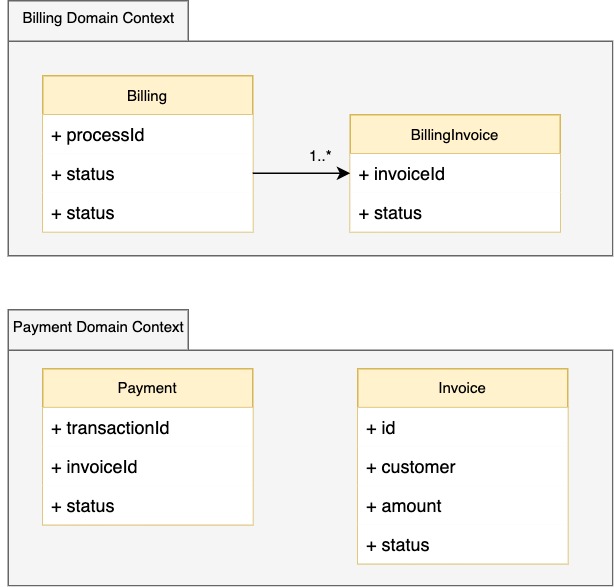 Billing Domain Context
Billing
+ processId
+ status
+ status
1..*
BillingInvoice
+ invoiceId
+ status
Payment Domain Context
Payment
+ transactionId
+ invoiceId
+ status
Invoice
+ id
+ customer
+ amount
+ status